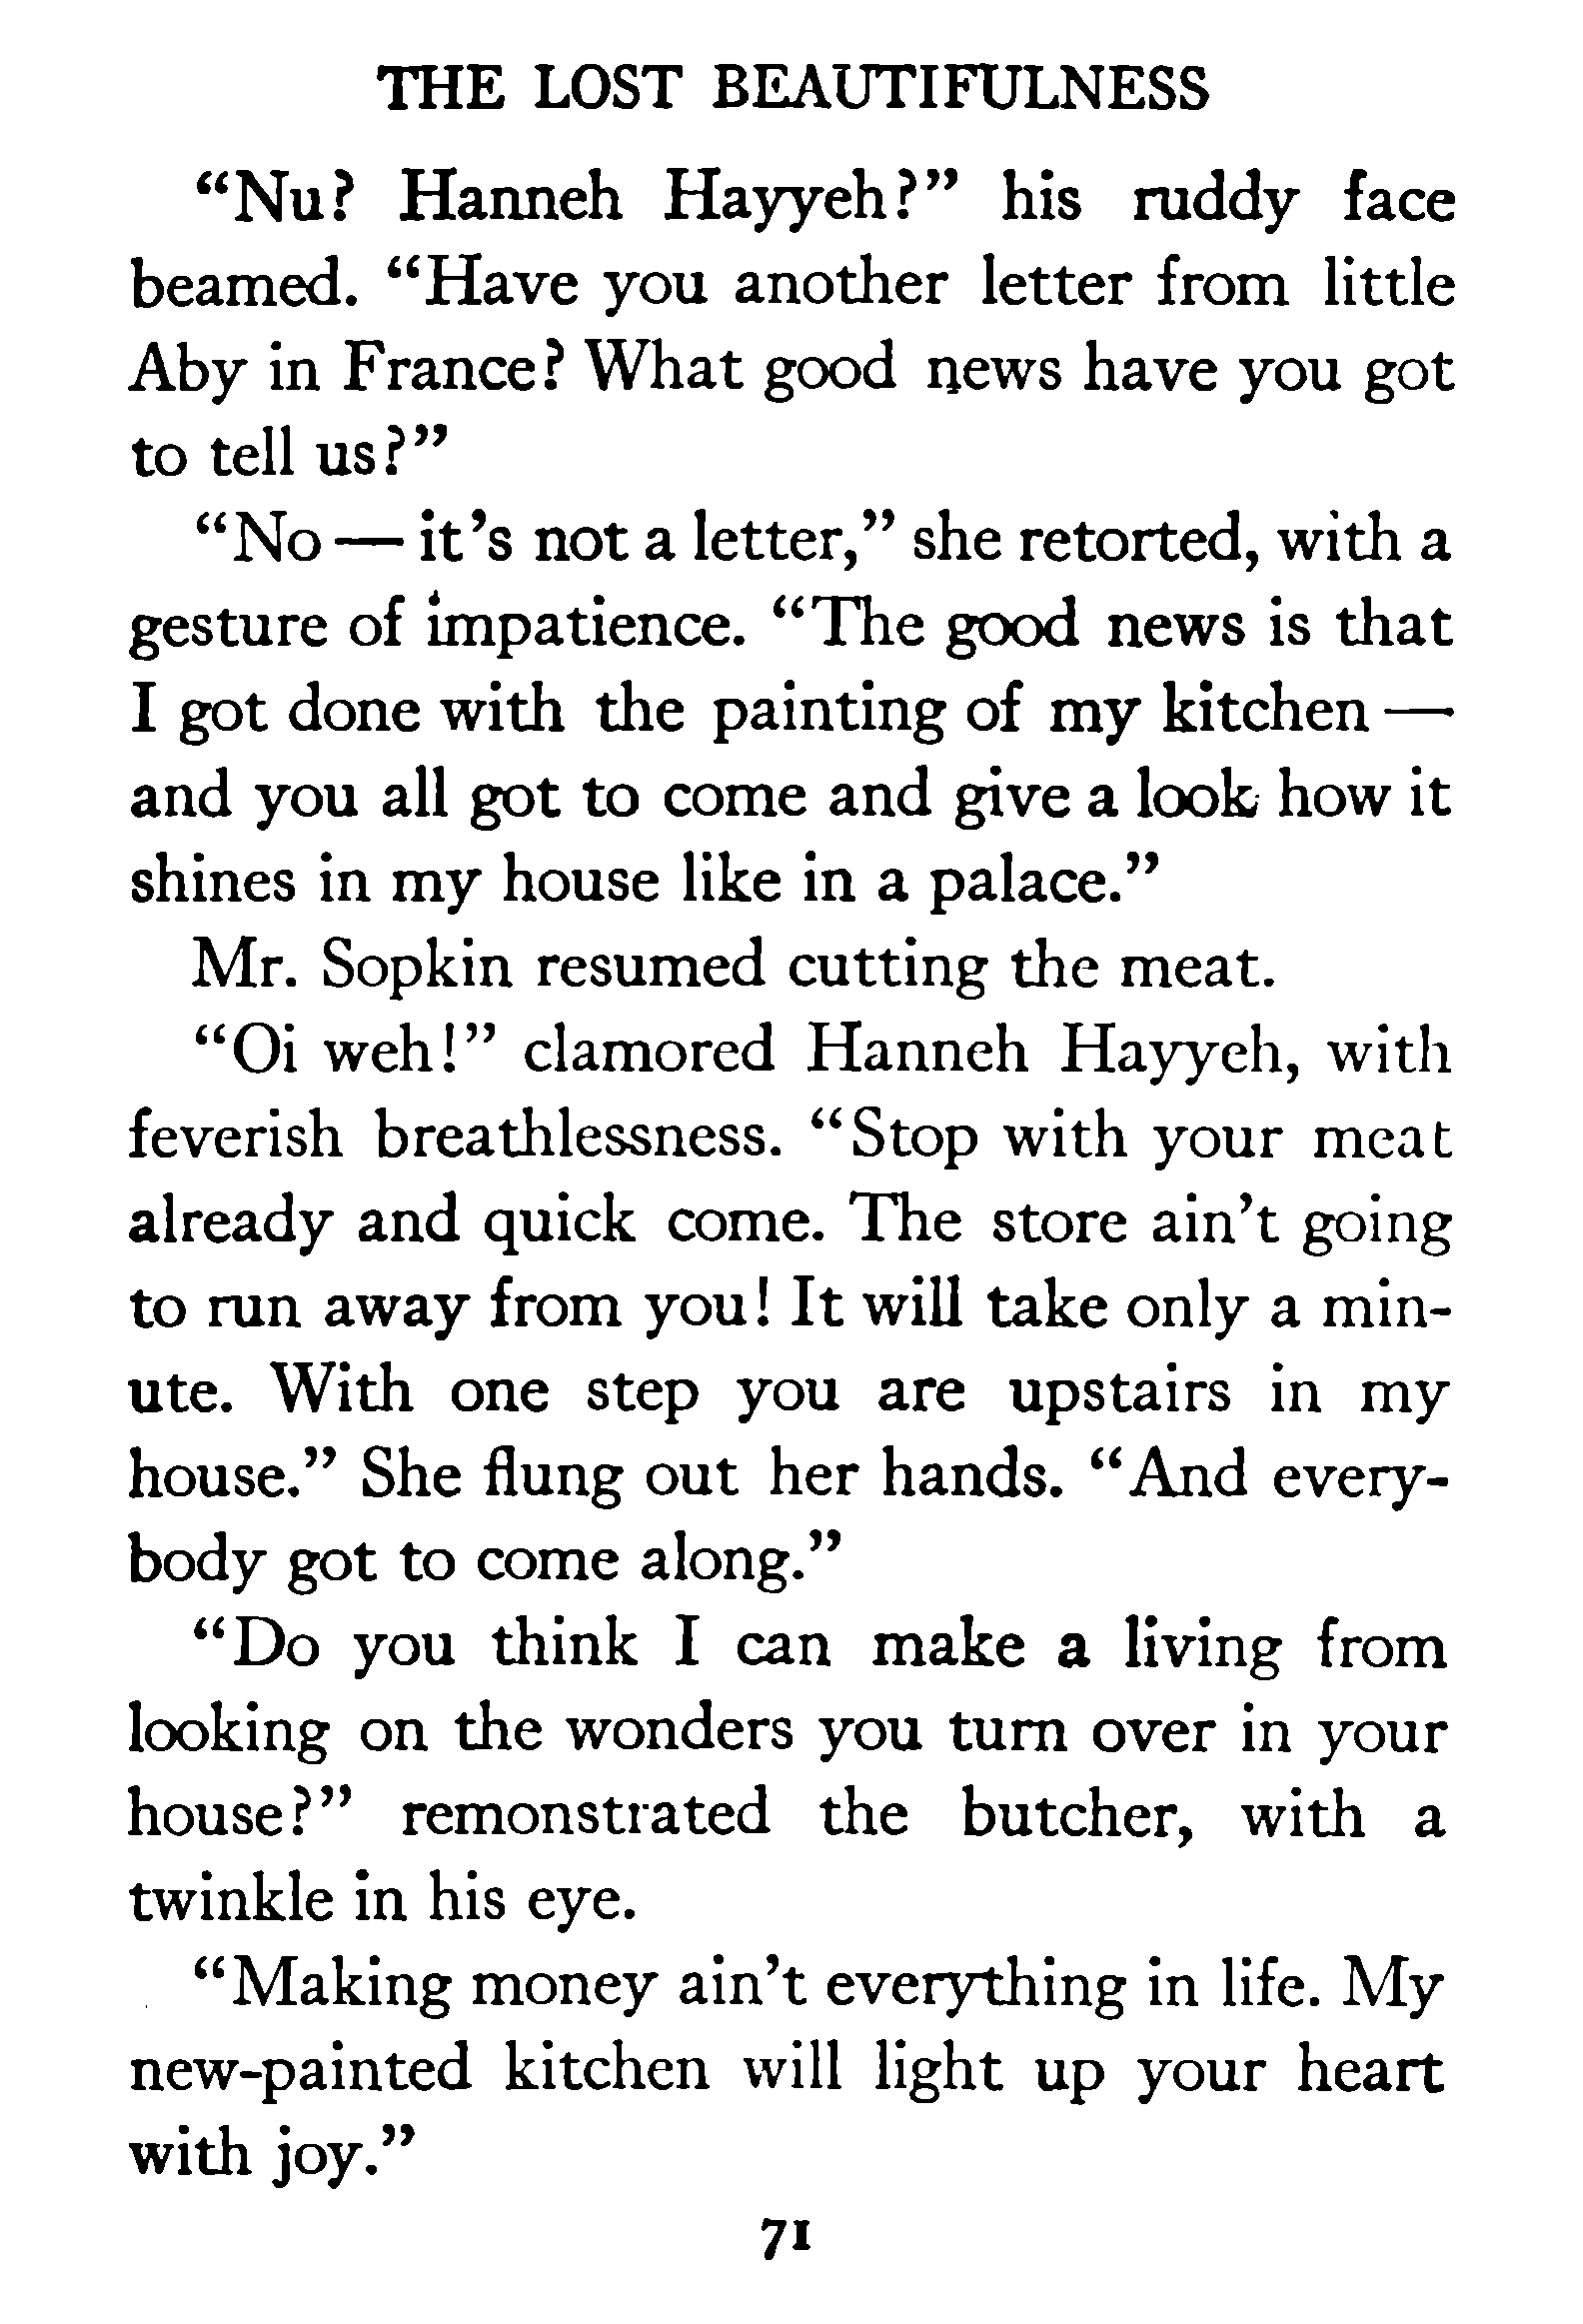 THE LOST BEAUTIFULNESS
“Nu? Hanneh Hayyeh?” his ruddy face
beamed. “Have you another letter from little
Aby in France? What good news have you got
to tell us?”
“No — it’s not a letter,” she retorted, with a
gesture of impatience. “The good news is that
I got done with the painting of my kitchen —
and you all got to come and give a look how it
shines in my house like in a palace.”
Mr. Sopkin resumed cutting the meat.
“Oi weh!” clamored Hanneh Hayyeh, with
feverish breathlessness. “Stop with your meat
already and quick come. The store ain’t going
to run away from you! It will take only a min-
ute. With one step you are upstairs in my
house.” She flung out her hands. “And every-
body got to come along.”
“Do you think I can make a living from
looking on the wonders you turn over in your
house?” remonstrated the butcher, with a
twinkle in his eye.
“Making money ain’t everything in life. My
new-painted kitchen will light up your heart
with joy.”
71